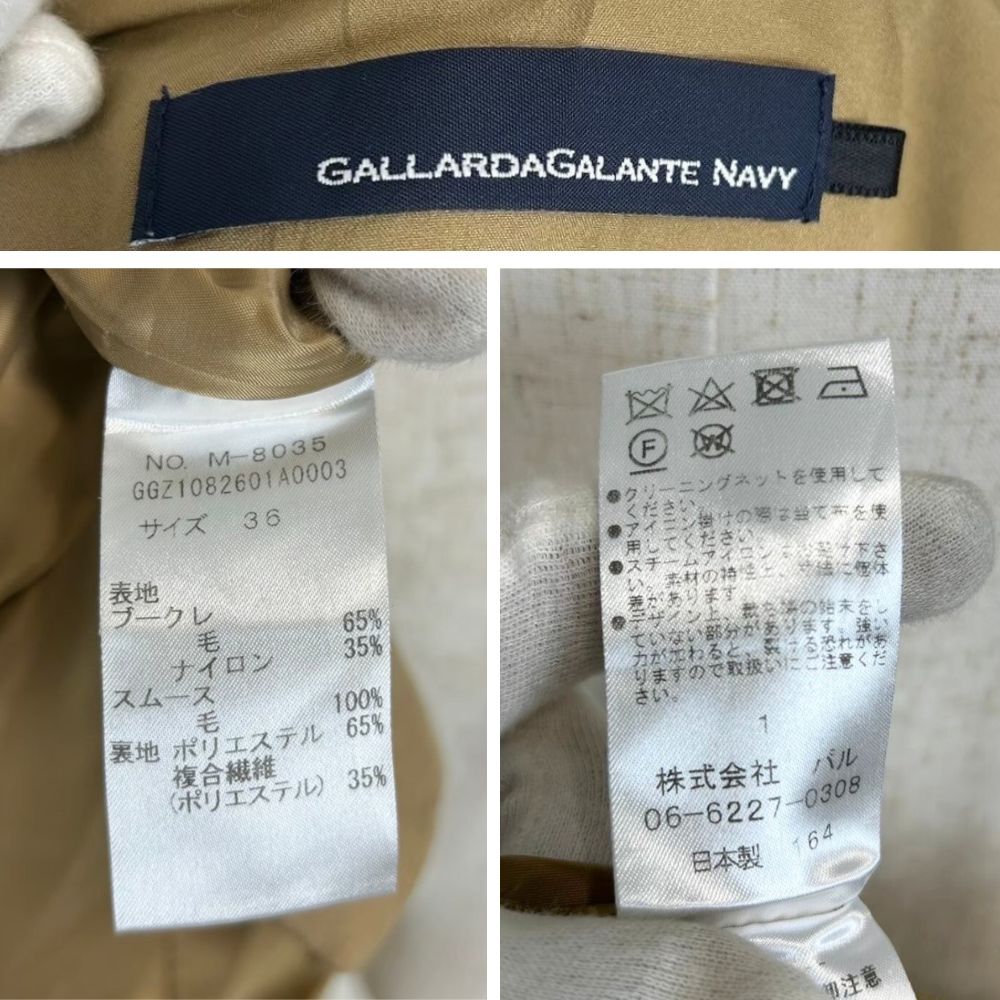 GALLARDAGALANTE NAVY
NO. M-8035
GGZ1082601A0003
サイズ 36
表地
ブークレ
毛 65%
ナイロン 35%
スムース
毛 100%
裏地 ポリエステル 65%
複合繊維
(ポリエステル) 35%
F
W
●クリーニングネットを使用して
ください。
●アイロン掛けの際は当て布を使
用してください。
●スチームアイロンは
い。素材の特性上、寸法に個体
差があります。
●デザイン上、裁ち端の始末をし
ていない部分があります。強い
力が加わると裂ける恐れがあ
りますので取扱いにご注意くだ
さい。
1
株式会社 パル
06-6227-0308
日本製 164
注意